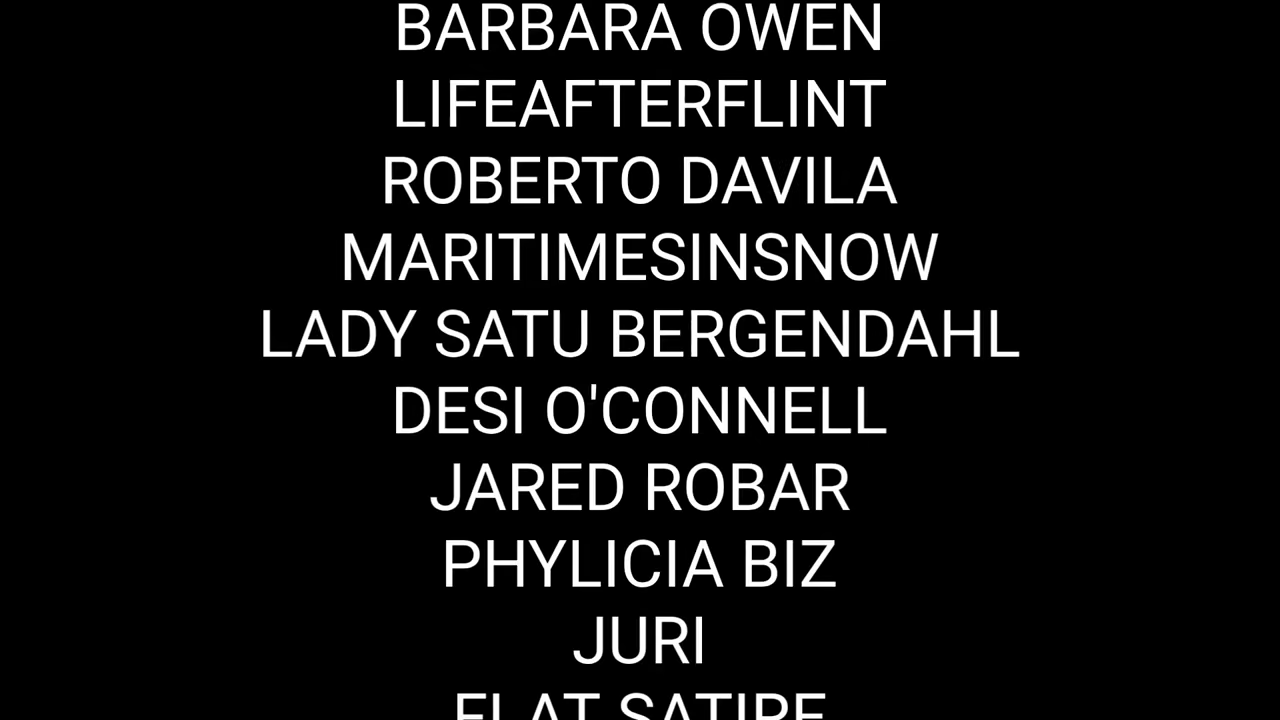 BARBARA OWEN
LIFEAFTERFLINT
ROBERTO DAVILA
MARITIMESINSNOW
LADY SATU BERGENDAHL
DESI O'CONNELL
JARED ROBAR
PHYLICIA BIZ
JURI
FLAT SATIRE